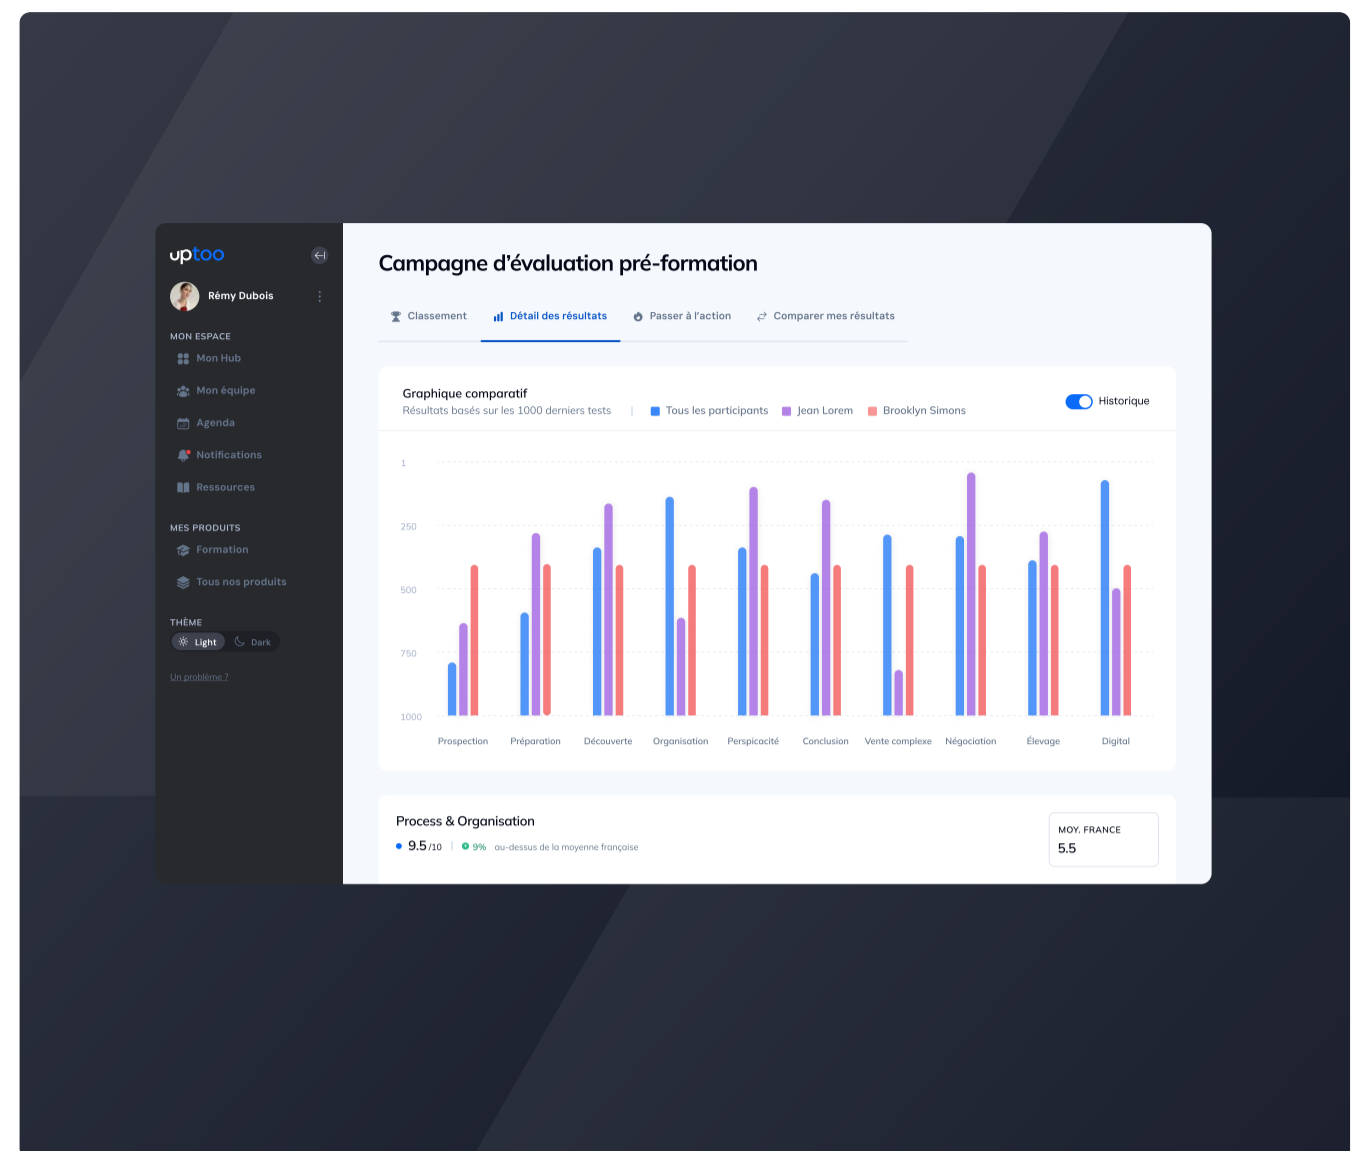 uptoo
Rémy Dubois
MON ESPACE
Mon Hub
Mon équipe
Agenda
Notifications
Ressources
MES PRODUITS
Formation
Tous nos produits
THÈME
Light Dark
Un problème ?
Campagne d'évaluation pré-formation
Classement Détail des résultats Passer à l'action Comparer mes résultats
Graphique comparatif
Résultats basés sur les 1000 derniers tests | Tous les participants Jean Lorem Brooklyn Simons
Historique
1
250
500
750
1000
Prospection Préparation Découverte Organisation Perspicacité Conclusion Vente complexe Négociation Élevage Digital
Process & Organisation
9.5 /10 | 9% au-dessus de la moyenne française
MOY. FRANCE
5.5